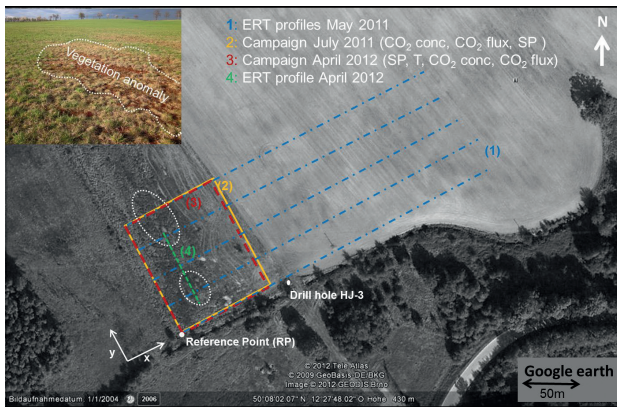 1: ERT profiles May 2011
2: Campaign July 2011 (CO₂ conc, CO₂ flux, SP )
3: Campaign April 2012 (SP, T, CO₂ conc, CO₂ flux)
4: ERT profile April 2012
N
Vegetation anomaly
(1)
(2)
(3)
(4)
Drill hole HJ-3
Reference Point (RP)
y
x
© 2012 Tele Atlas
© 2009 GeoBasis-DE/BKG
Image © 2012 GEODIS Brno
Google earth
50m
Bildaufnahmedatum: 1/1/2004
2006
50°08'02.07" N 12°27'48.02" O Höhe 430 m